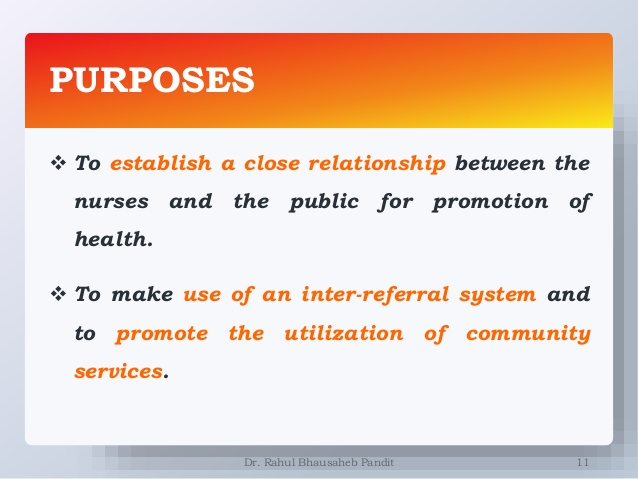 PURPOSES
❖ To establish a close relationship between the
nurses and the public for promotion of
health.
❖ To make use of an inter-referral system and
to promote the utilization of community
services.
Dr. Rahul Bhausaheb Pandit 11